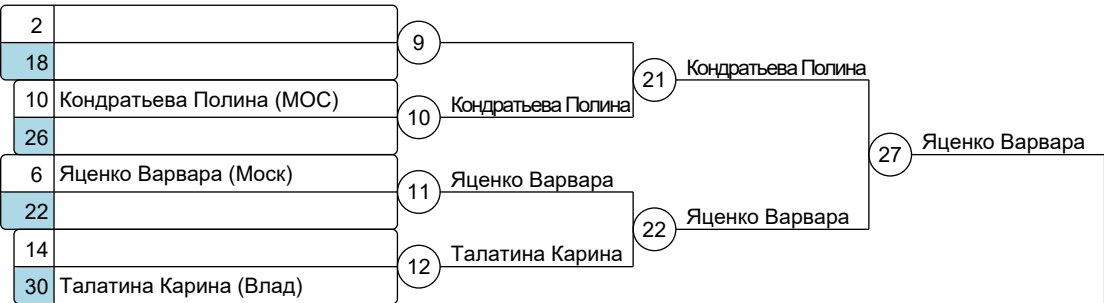 2
9
18
21 Кондратьева Полина
10 Кондратьева Полина (МОС)
10 Кондратьева Полина
26
27 Яценко Варвара
6 Яценко Варвара (Моск)
11 Яценко Варвара
22
22 Яценко Варвара
14
12 Талатина Карина
30 Талатина Карина (Влад)